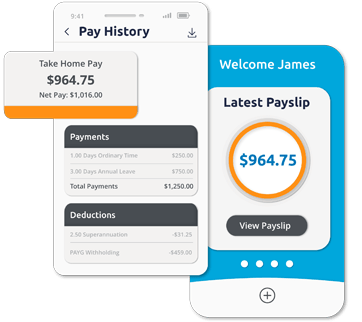 9:41
Pay History
Take Home Pay
$964.75
Net Pay: $1,016.00
Payments
1.00 Days Ordinary Time $250.00
3.00 Days Annual Leave $750.00
Total Payments $1,250.00
Deductions
2.50 Superannuation -$31.25
PAYG Withholding -$459.00
Welcome James
Latest Payslip
$964.75
View Payslip